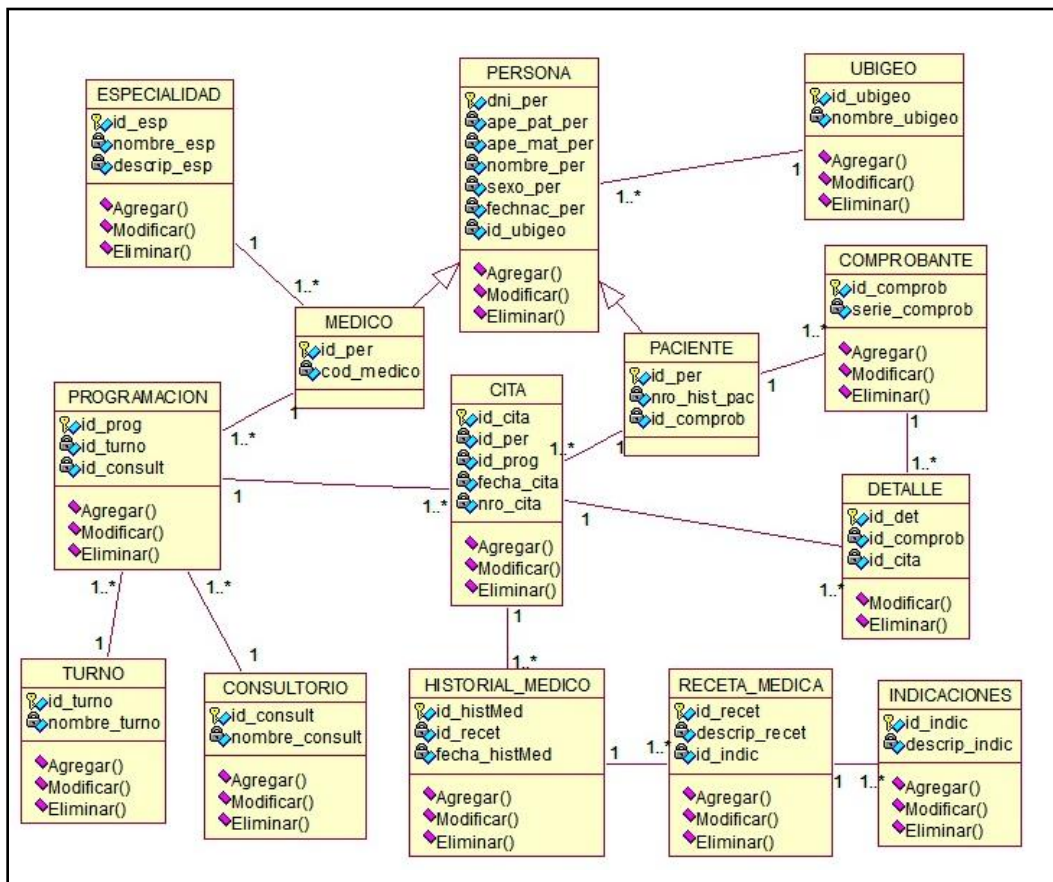 ESPECIALIDAD
id_esp
nombre_esp
descrip_esp
Agregar()
Modificar()
Eliminar()
PERSONA
dni_per
ape_pat_per
ape_mat_per
nombre_per
sexo_per
fechnac_per
id_ubigeo
Agregar()
Modificar()
Eliminar()
UBIGEO
id_ubigeo
nombre_ubigeo
Agregar()
Modificar()
Eliminar()
1..*
1
1
1..*
MEDICO
id_per
cod_medico
PACIENTE
id_per
nro_hist_pac
id_comprob
COMPROBANTE
id_comprob
serie_comprob
Agregar()
Modificar()
Eliminar()
1
1..*
PROGRAMACION
id_prog
id_turno
id_consult
Agregar()
Modificar()
Eliminar()
1
1..*
CITA
id_cita
id_per
id_prog
fecha_cita
nro_cita
Agregar()
Modificar()
Eliminar()
1..*
1
1
1..*
1
1..*
DETALLE
id_det
id_comprob
id_cita
Modificar()
Eliminar()
1
1..*
1..*
1
1..*
1
TURNO
id_turno
nombre_turno
Agregar()
Modificar()
Eliminar()
CONSULTORIO
id_consult
nombre_consult
Agregar()
Modificar()
Eliminar()
1
1..*
HISTORIAL_MEDICO
id_histMed
id_recet
fecha_histMed
Agregar()
Modificar()
Eliminar()
1
1..*
RECETA_MEDICA
id_recet
descrip_recet
id_indic
Agregar()
Modificar()
Eliminar()
1
1..*
INDICACIONES
id_indic
descrip_indic
Agregar()
Modificar()
Eliminar()